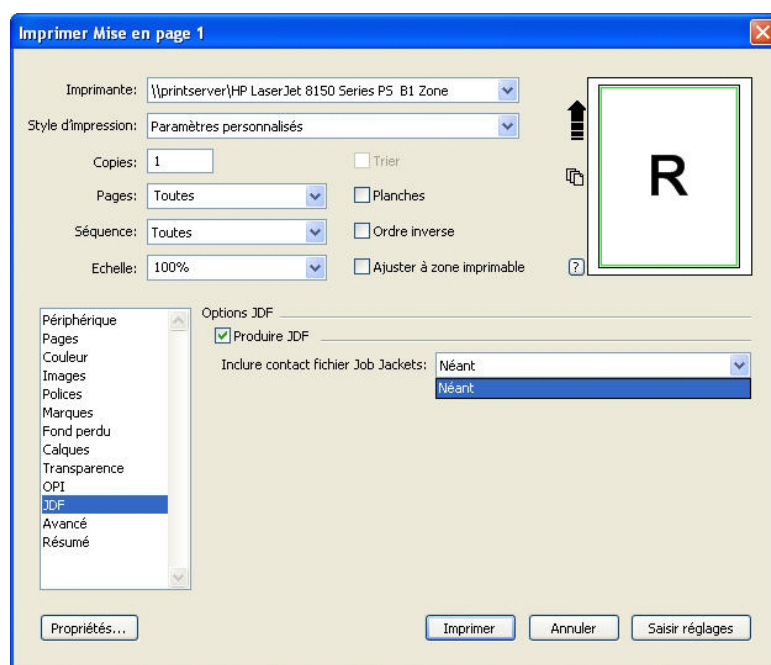 Imprimer Mise en page 1
Imprimante: \\printserver\HP LaserJet 8150 Series PS B1 Zone
Style d'impression: Paramètres personnalisés
Copies: 1 Trier
Pages: Toutes Planches
Séquence: Toutes Ordre inverse
Echelle: 100% Ajuster à zone imprimable ?
R
Périphérique
Pages
Couleur
Images
Polices
Marques
Fond perdu
Calques
Transparence
OPI
JDF
Avancé
Résumé
Options JDF
Produire JDF
Inclure contact fichier Job Jackets: Néant
Néant
Propriétés... Imprimer Annuler Saisir réglages